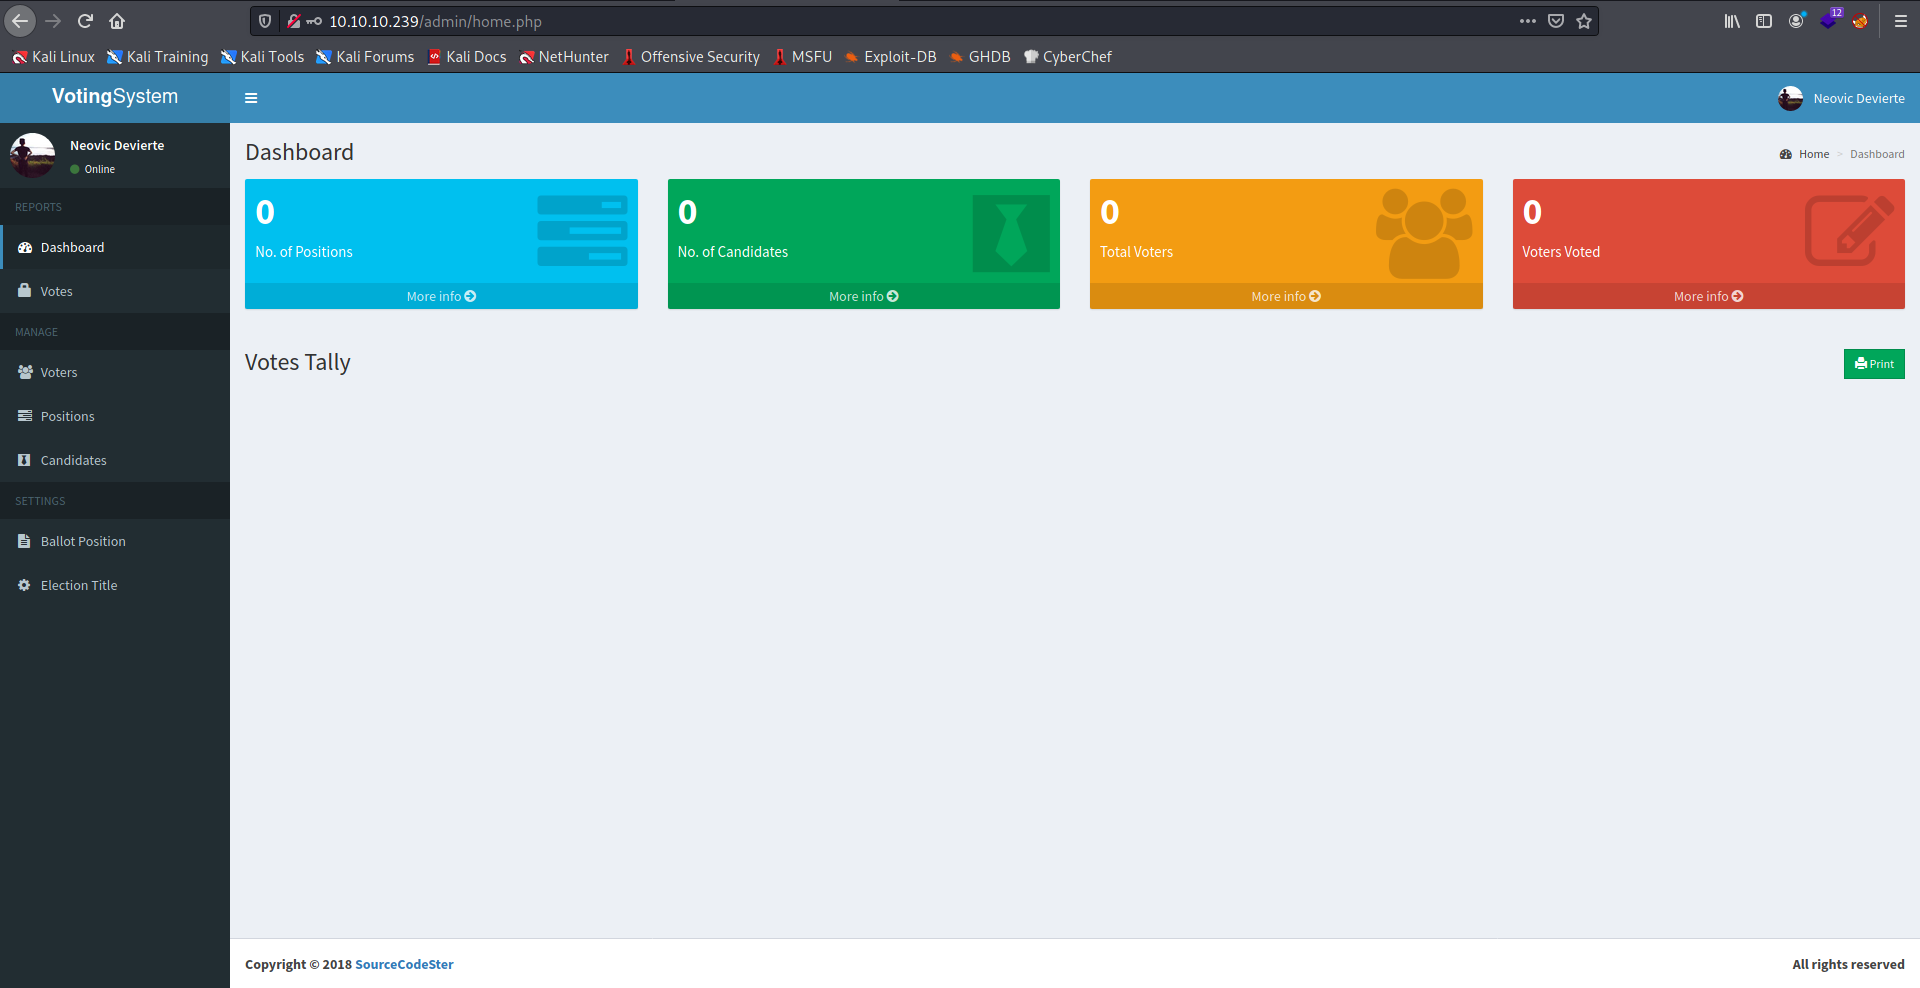 10.10.10.239/admin/home.php
12
Kali Linux Kali Training Kali Tools Kali Forums Kali Docs NetHunter Offensive Security MSFU Exploit-DB GHDB CyberChef
VotingSystem
Neovic Devierte
Neovic Devierte
Online
Dashboard
Home > Dashboard
REPORTS
Dashboard
Votes
MANAGE
Voters
Positions
Candidates
SETTINGS
Ballot Position
Election Title
0
No. of Positions
More info
0
No. of Candidates
More info
0
Total Voters
More info
0
Voters Voted
More info
Votes Tally
Print
Copyright © 2018 SourceCodeSter
All rights reserved